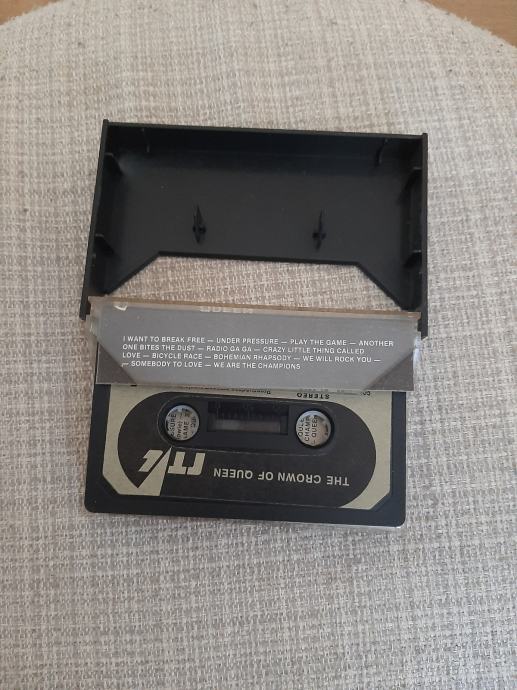 I WANT TO BREAK FREE — UNDER PRESSURE — PLAY THE GAME — ANOTHER
ONE BITES THE DUST — RADIO GA GA — CRAZY LITTLE THING CALLED
LOVE — BICYCLE RACE — BOHEMIAN RHAPSODY — WE WILL ROCK YOU —
— SOMEBODY TO LOVE — WE ARE THE CHAMPIONS
STEREO
THE CROWN OF QUEEN